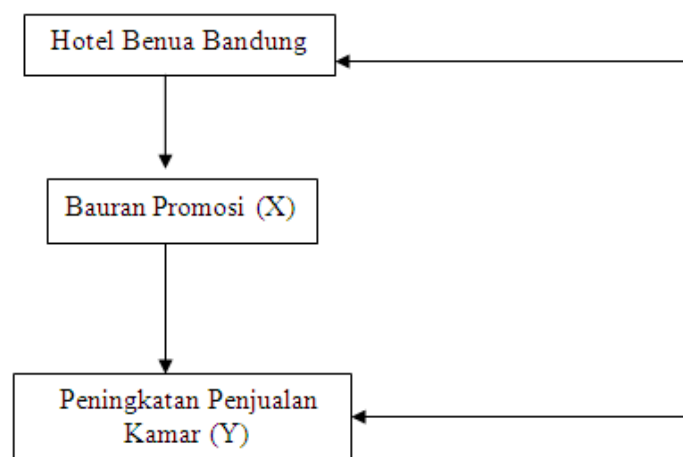 Hotel Benua Bandung
Bauran Promosi (X)
Peningkatan Penjualan
Kamar (Y)